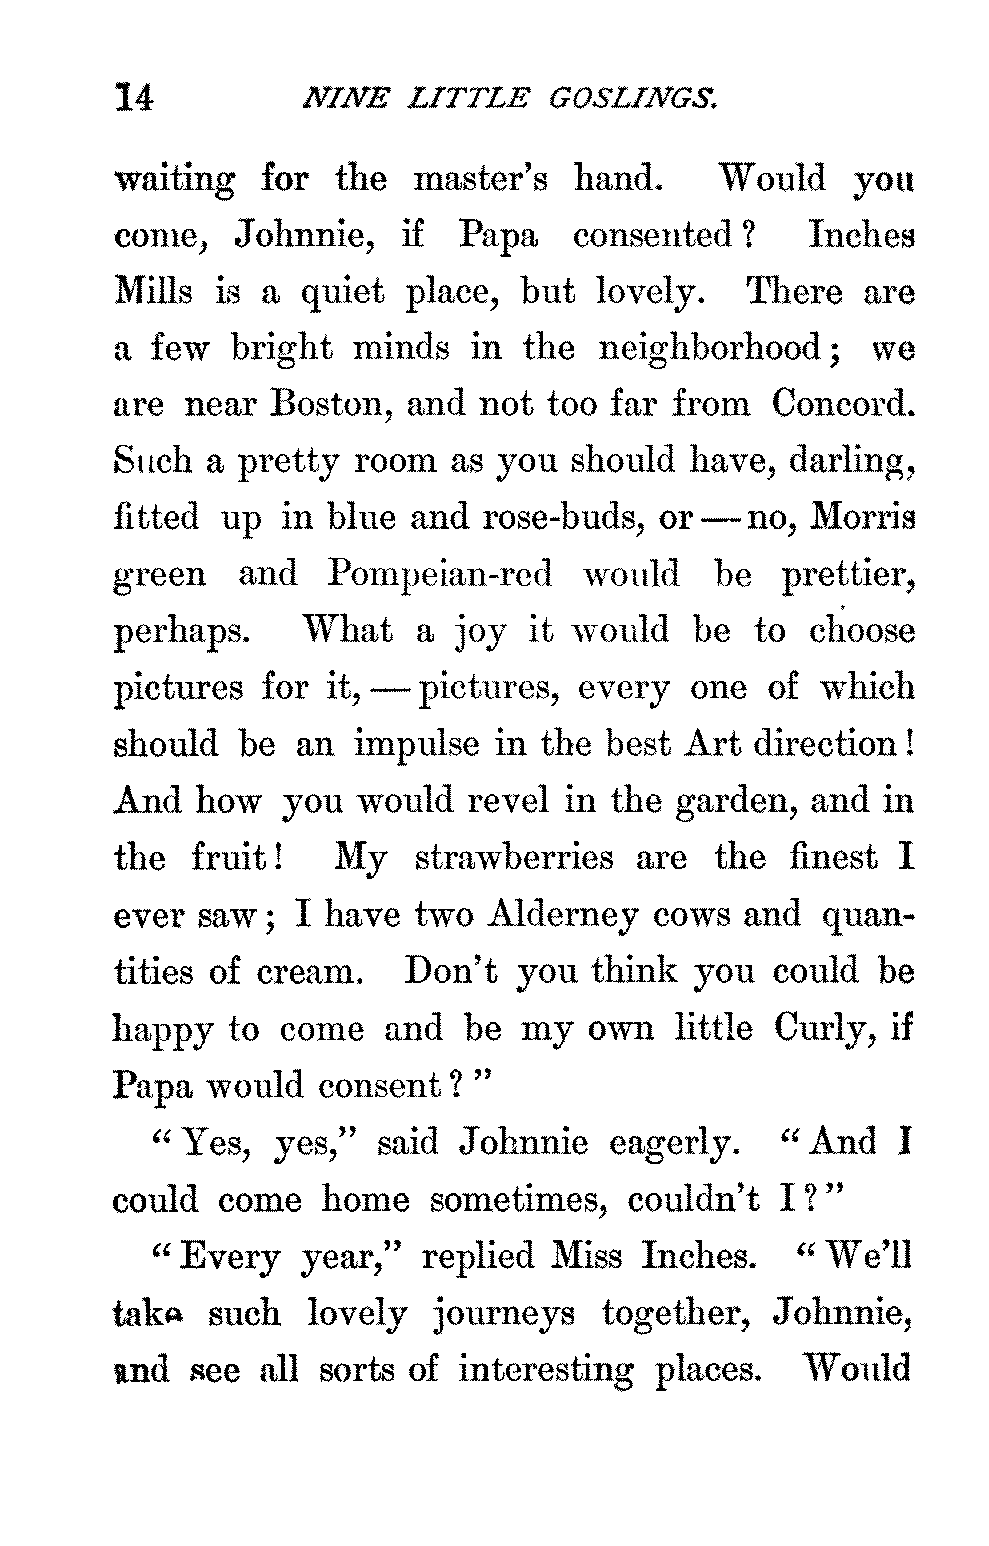 14 NINE LITTLE GOSLINGS.
waiting for the master's hand. Would you
come, Johnnie, if Papa consented? Inches
Mills is a quiet place, but lovely. There are
a few bright minds in the neighborhood; we
are near Boston, and not too far from Concord.
Such a pretty room as you should have, darling,
fitted up in blue and rose-buds, or—no, Morris
green and Pompeian-red would be prettier,
perhaps. What a joy it would be to choose
pictures for it,—pictures, every one of which
should be an impulse in the best Art direction!
And how you would revel in the garden, and in
the fruit! My strawberries are the finest I
ever saw; I have two Alderney cows and quan-
tities of cream. Don't you think you could be
happy to come and be my own little Curly, if
Papa would consent?"
"Yes, yes," said Johnnie eagerly. "And I
could come home sometimes, couldn't I?"
"Every year," replied Miss Inches. "We'll
take such lovely journeys together, Johnnie,
and see all sorts of interesting places. Would